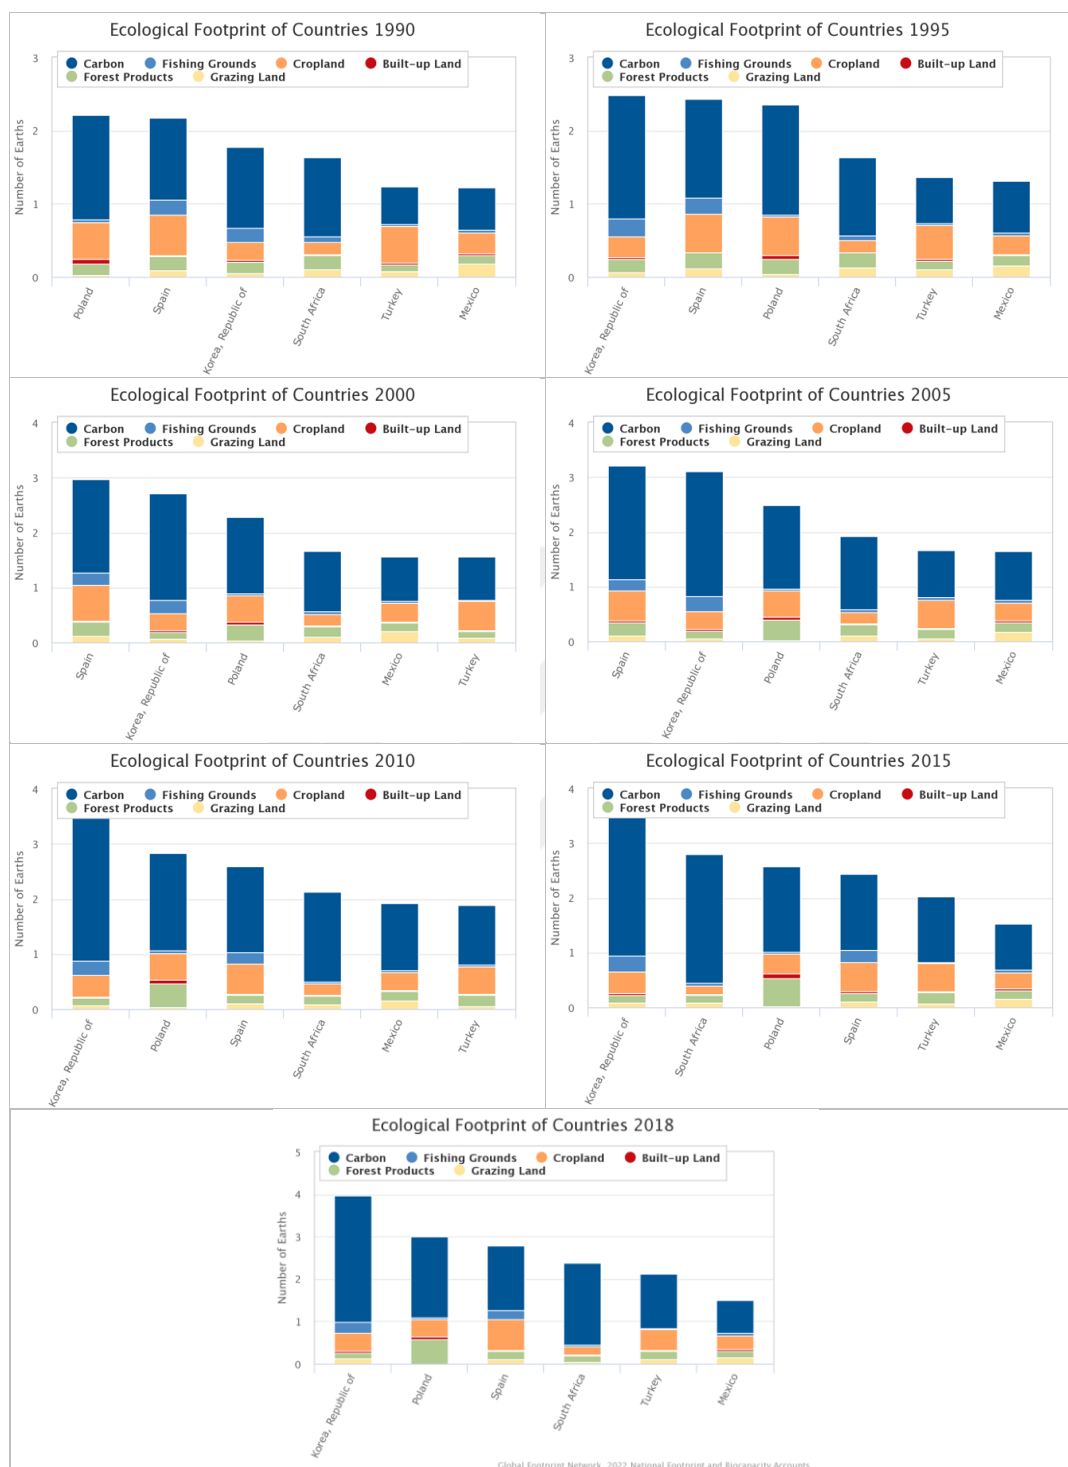 Ecological Footprint of Countries 1990
Carbon Fishing Grounds Cropland Built-up Land
Forest Products Grazing Land
Number of Earths
3
2
1
0
Poland
Spain
Korea, Republic of
South Africa
Turkey
Mexico
Ecological Footprint of Countries 1995
Carbon Fishing Grounds Cropland Built-up Land
Forest Products Grazing Land
Number of Earths
3
2
1
0
Korea, Republic of
Spain
Poland
South Africa
Turkey
Mexico
Ecological Footprint of Countries 2000
Carbon Fishing Grounds Cropland Built-up Land
Forest Products Grazing Land
Number of Earths
4
3
2
1
0
Spain
Korea, Republic of
Poland
South Africa
Mexico
Turkey
Ecological Footprint of Countries 2005
Carbon Fishing Grounds Cropland Built-up Land
Forest Products Grazing Land
Number of Earths
4
3
2
1
0
Spain
Korea, Republic of
Poland
South Africa
Turkey
Mexico
Ecological Footprint of Countries 2010
Carbon Fishing Grounds Cropland Built-up Land
Forest Products Grazing Land
Number of Earths
4
3
2
1
0
Korea, Republic of
Poland
Spain
South Africa
Mexico
Turkey
Ecological Footprint of Countries 2015
Carbon Fishing Grounds Cropland Built-up Land
Forest Products Grazing Land
Number of Earths
4
3
2
1
0
Korea, Republic of
South Africa
Poland
Spain
Turkey
Mexico
Ecological Footprint of Countries 2018
Carbon Fishing Grounds Cropland Built-up Land
Forest Products Grazing Land
Number of Earths
5
4
3
2
1
0
Korea, Republic of
Poland
Spain
South Africa
Turkey
Mexico
Global Footprint Network, 2022 National Footprint and Biocapacity Accounts